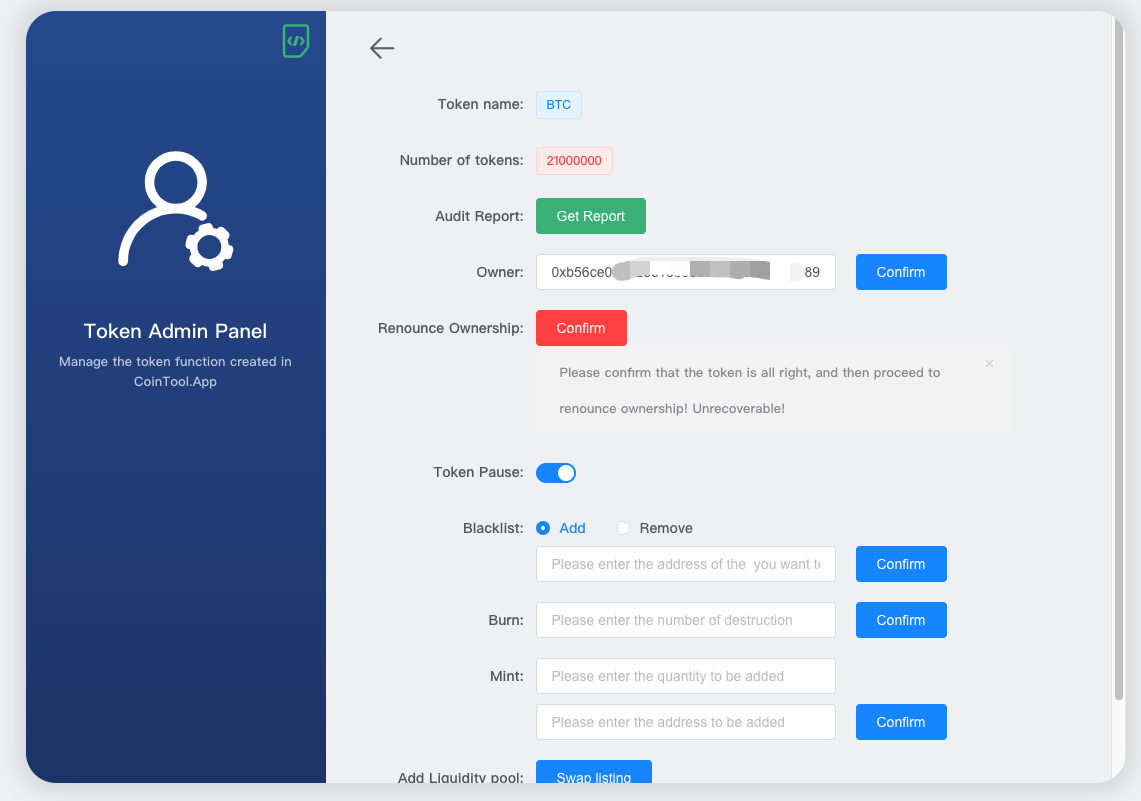 Token Admin Panel
Manage the token function created in
CoinTool.App
Token name: BTC
Number of tokens: 21000000
Audit Report: Get Report
Owner: 0xb56ce0 89 Confirm
Renounce Ownership: Confirm
Please confirm that the token is all right, and then proceed to
renounce ownership! Unrecoverable!
Token Pause:
Blacklist: Add Remove
Please enter the address of the you want to Confirm
Burn: Please enter the number of destruction Confirm
Mint: Please enter the quantity to be added
Please enter the address to be added Confirm
Add Liquidity pool: Swap listing